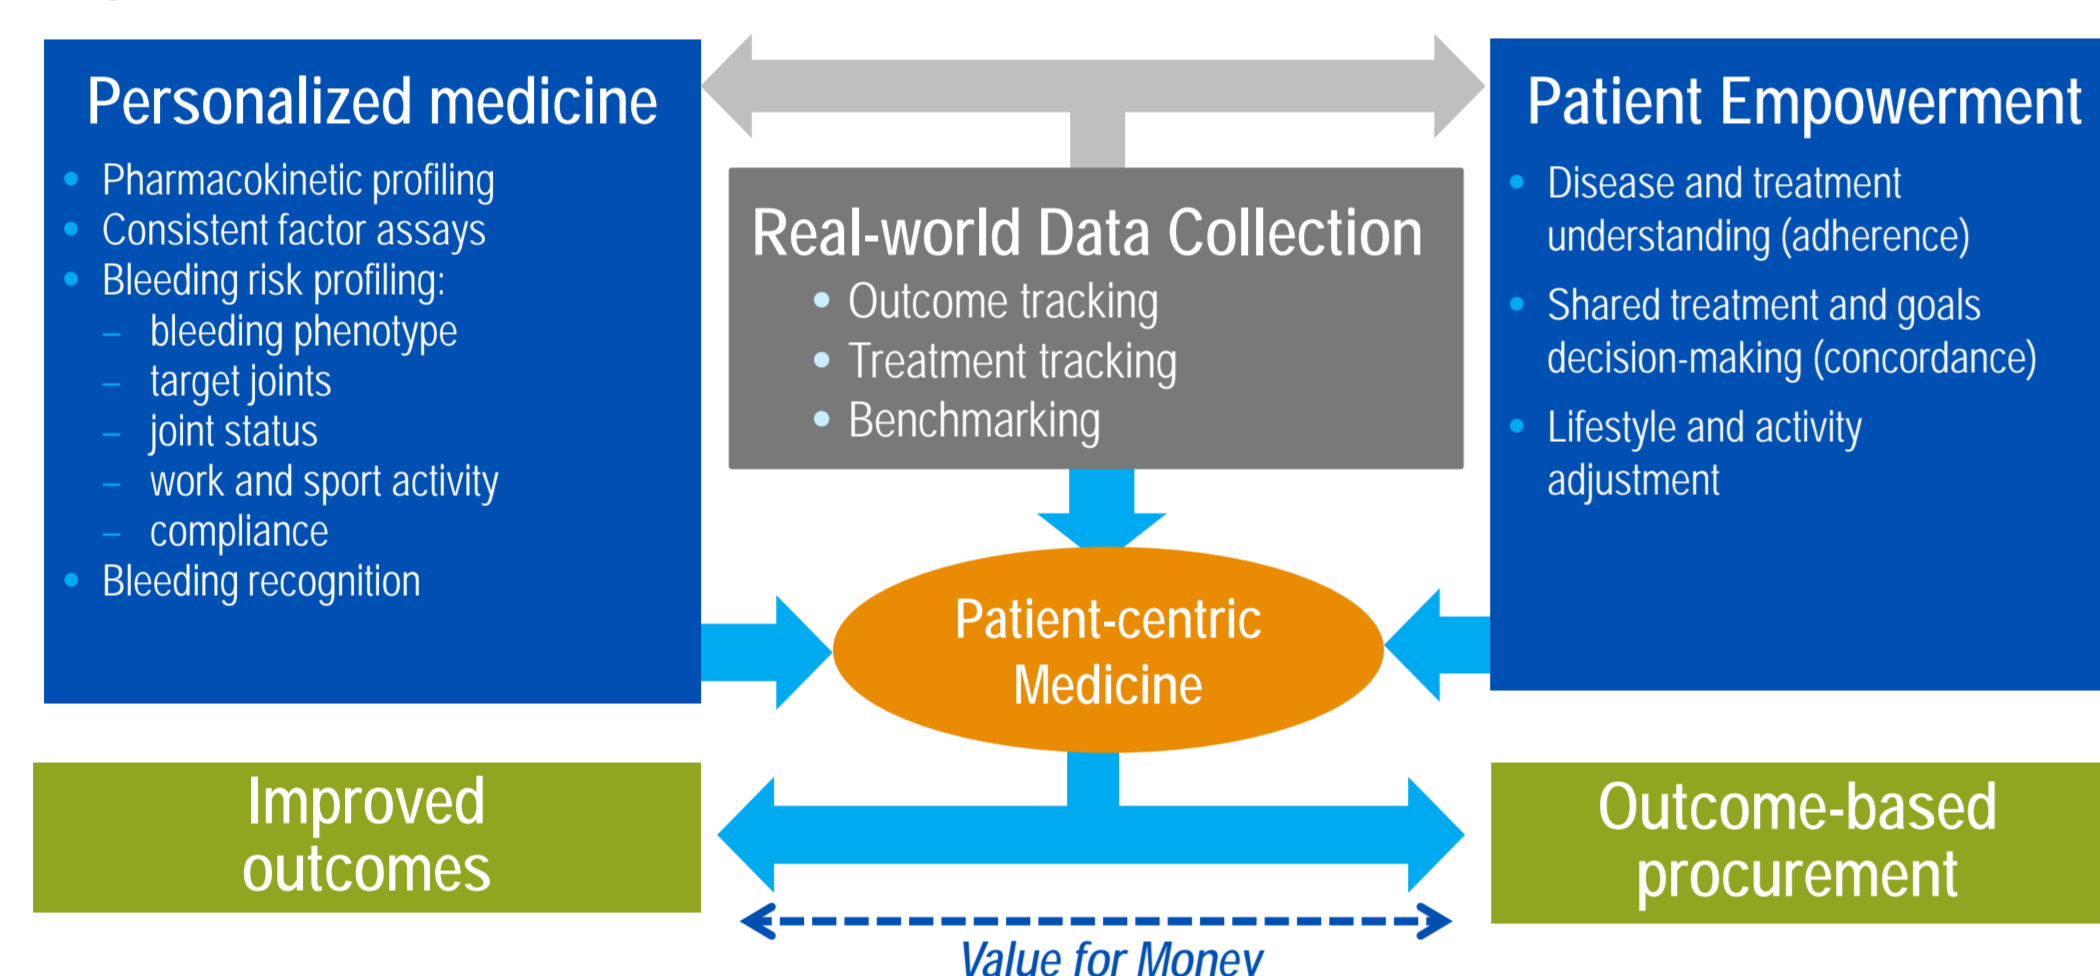 Personalized medicine
• Pharmacokinetic profiling
• Consistent factor assays
• Bleeding risk profiling:
– bleeding phenotype
– target joints
– joint status
– work and sport activity
– compliance
• Bleeding recognition
Real-world Data Collection
• Outcome tracking
• Treatment tracking
• Benchmarking
Patient Empowerment
• Disease and treatment
understanding (adherence)
• Shared treatment and goals
decision-making (concordance)
• Lifestyle and activity
adjustment
Patient-centric
Medicine
Improved
outcomes
Outcome-based
procurement
Value for Money